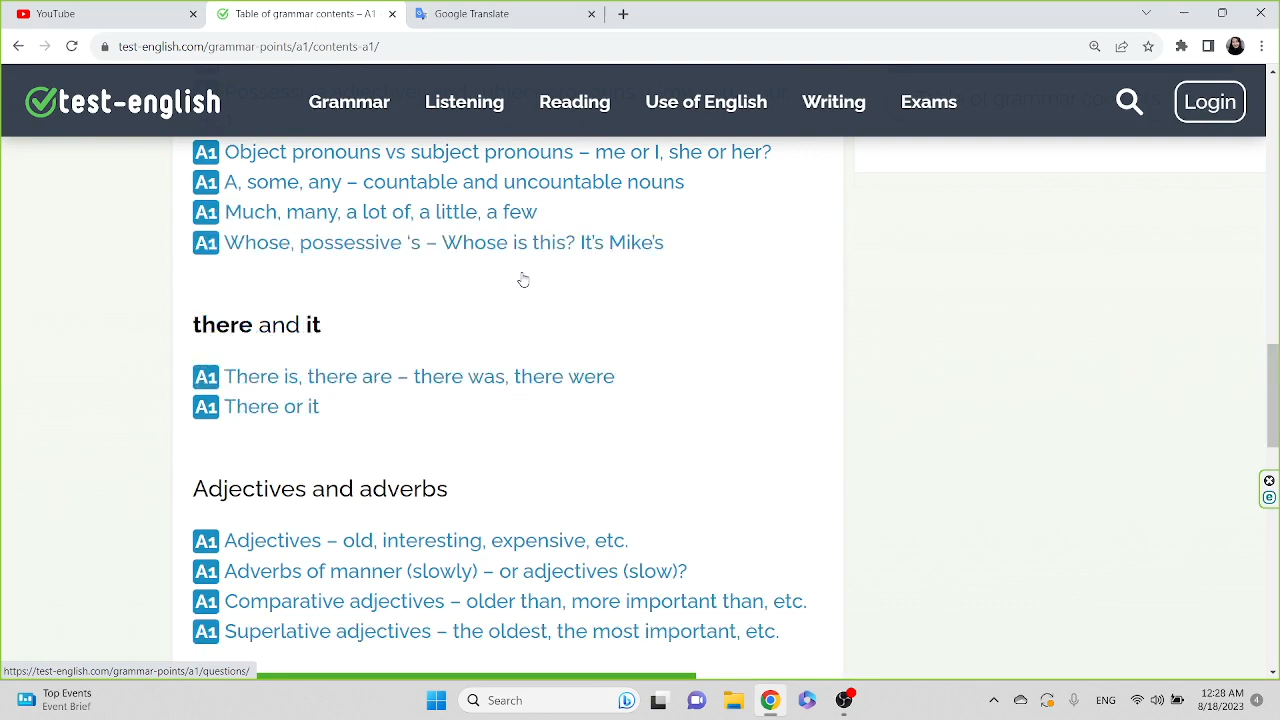 YouTube
Table of grammar contents – A1
Google Translate
test-english.com/grammar-points/a1/contents-a1/
test-english
Grammar
Listening
Reading
Use of English
Writing
Exams
Login
A1 Object pronouns vs subject pronouns – me or I, she or her?
A1 A, some, any – countable and uncountable nouns
A1 Much, many, a lot of, a little, a few
A1 Whose, possessive ‘s – Whose is this? It’s Mike’s
there and it
A1 There is, there are – there was, there were
A1 There or it
Adjectives and adverbs
A1 Adjectives – old, interesting, expensive, etc.
A1 Adverbs of manner (slowly) – or adjectives (slow)?
A1 Comparative adjectives – older than, more important than, etc.
A1 Superlative adjectives – the oldest, the most important, etc.
https://test-english.com/grammar-points/a1/questions/
Top Events
Event Brief
Search
ENG
12:28 AM
8/18/2023
4